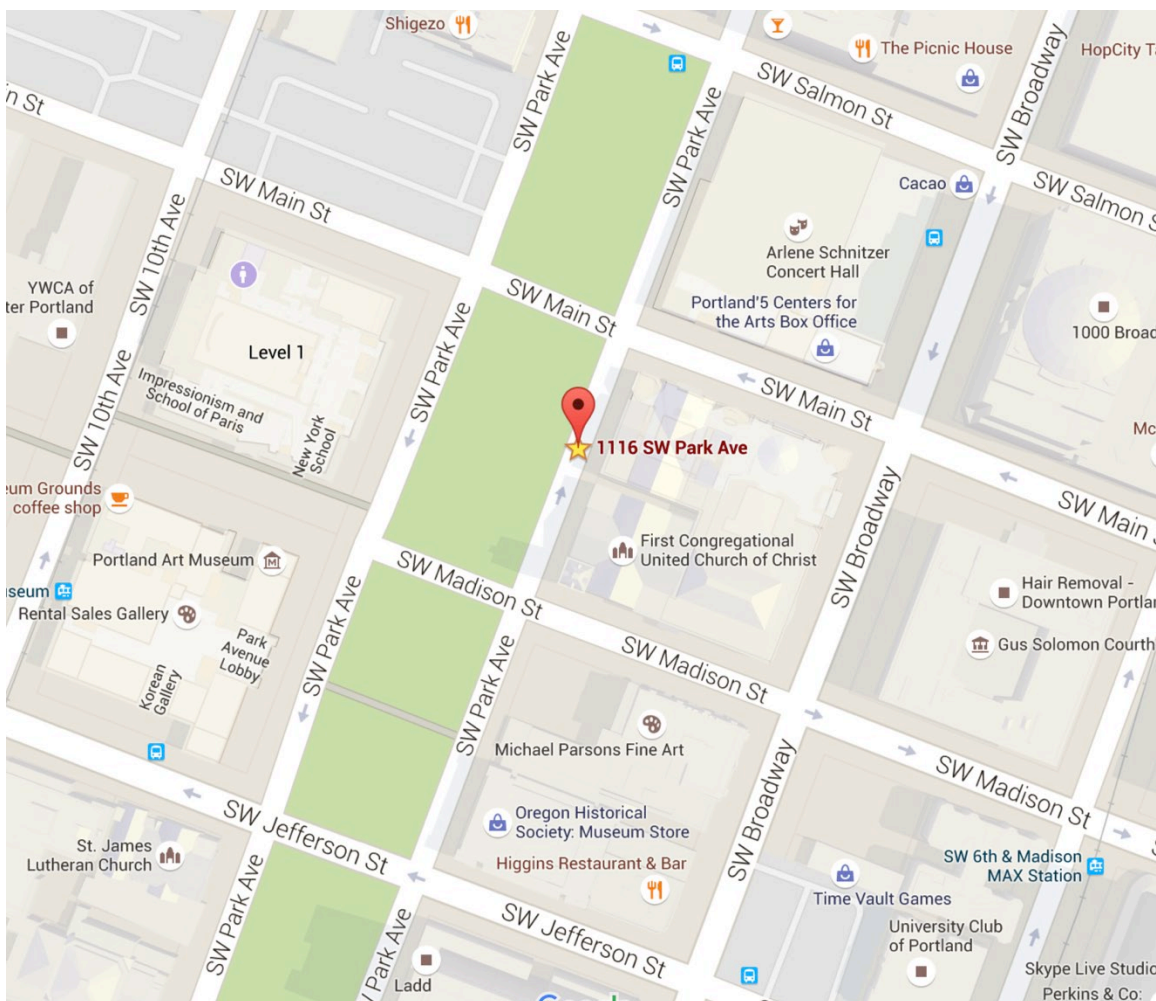 Shigezo
The Picnic House
HopCity T
SW Park Ave
SW Salmon St
SW Broadway
n St
SW Main St
SW Park Ave
Cacao
SW Salmon S
SW 10th Ave
Arlene Schnitzer
Concert Hall
YWCA of
ter Portland
SW Park Ave
SW Main St
Portland'5 Centers for
the Arts Box Office
1000 Broad
Level 1
SW 10th Ave
Impressionism and
School of Paris
New York
School
SW Main St
Mc
1116 SW Park Ave
um Grounds
coffee shop
SW Main
First Congregational
United Church of Christ
SW Broadway
Portland Art Museum
SW Madison St
Hair Removal -
Downtown Portla
useum
Rental Sales Gallery
SW Park Ave
Park
Avenue
Lobby
Korean
Gallery
SW Park Ave
SW Madison St
Gus Solomon Courth
Michael Parsons Fine Art
SW Broadway
SW Madison St
Oregon Historical
Society: Museum Store
SW Jefferson St
St. James
Lutheran Church
Higgins Restaurant & Bar
SW 6th & Madison
MAX Station
S
SW Park Ave
SW Park Ave
SW Jefferson St
Time Vault Games
University Club
of Portland
Ladd
Skype Live Studio
Perkins & Co: